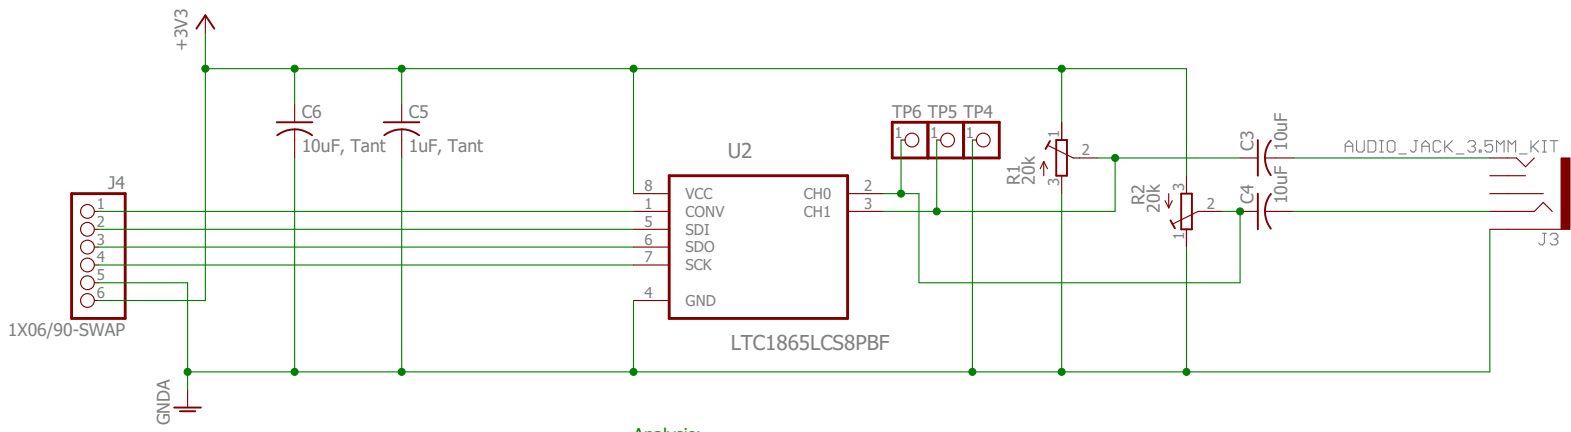 +3V3
C6
10uF, Tant
C5
1uF, Tant
TP6 TP5 TP4
1 1 1
U2
8 VCC
1 CONV
5 SDI
6 SDO
7 SCK
4 GND
CH0 2
CH1 3
LTC1865LCS8PBF
J4
1
2
3
4
5
6
1X06/90-SWAP
GNDA
R1
20k
1
2
3
R2
20k
3
2
1
C3
10uF
C4
10uF
AUDIO_JACK_3.5MM_KIT
J3